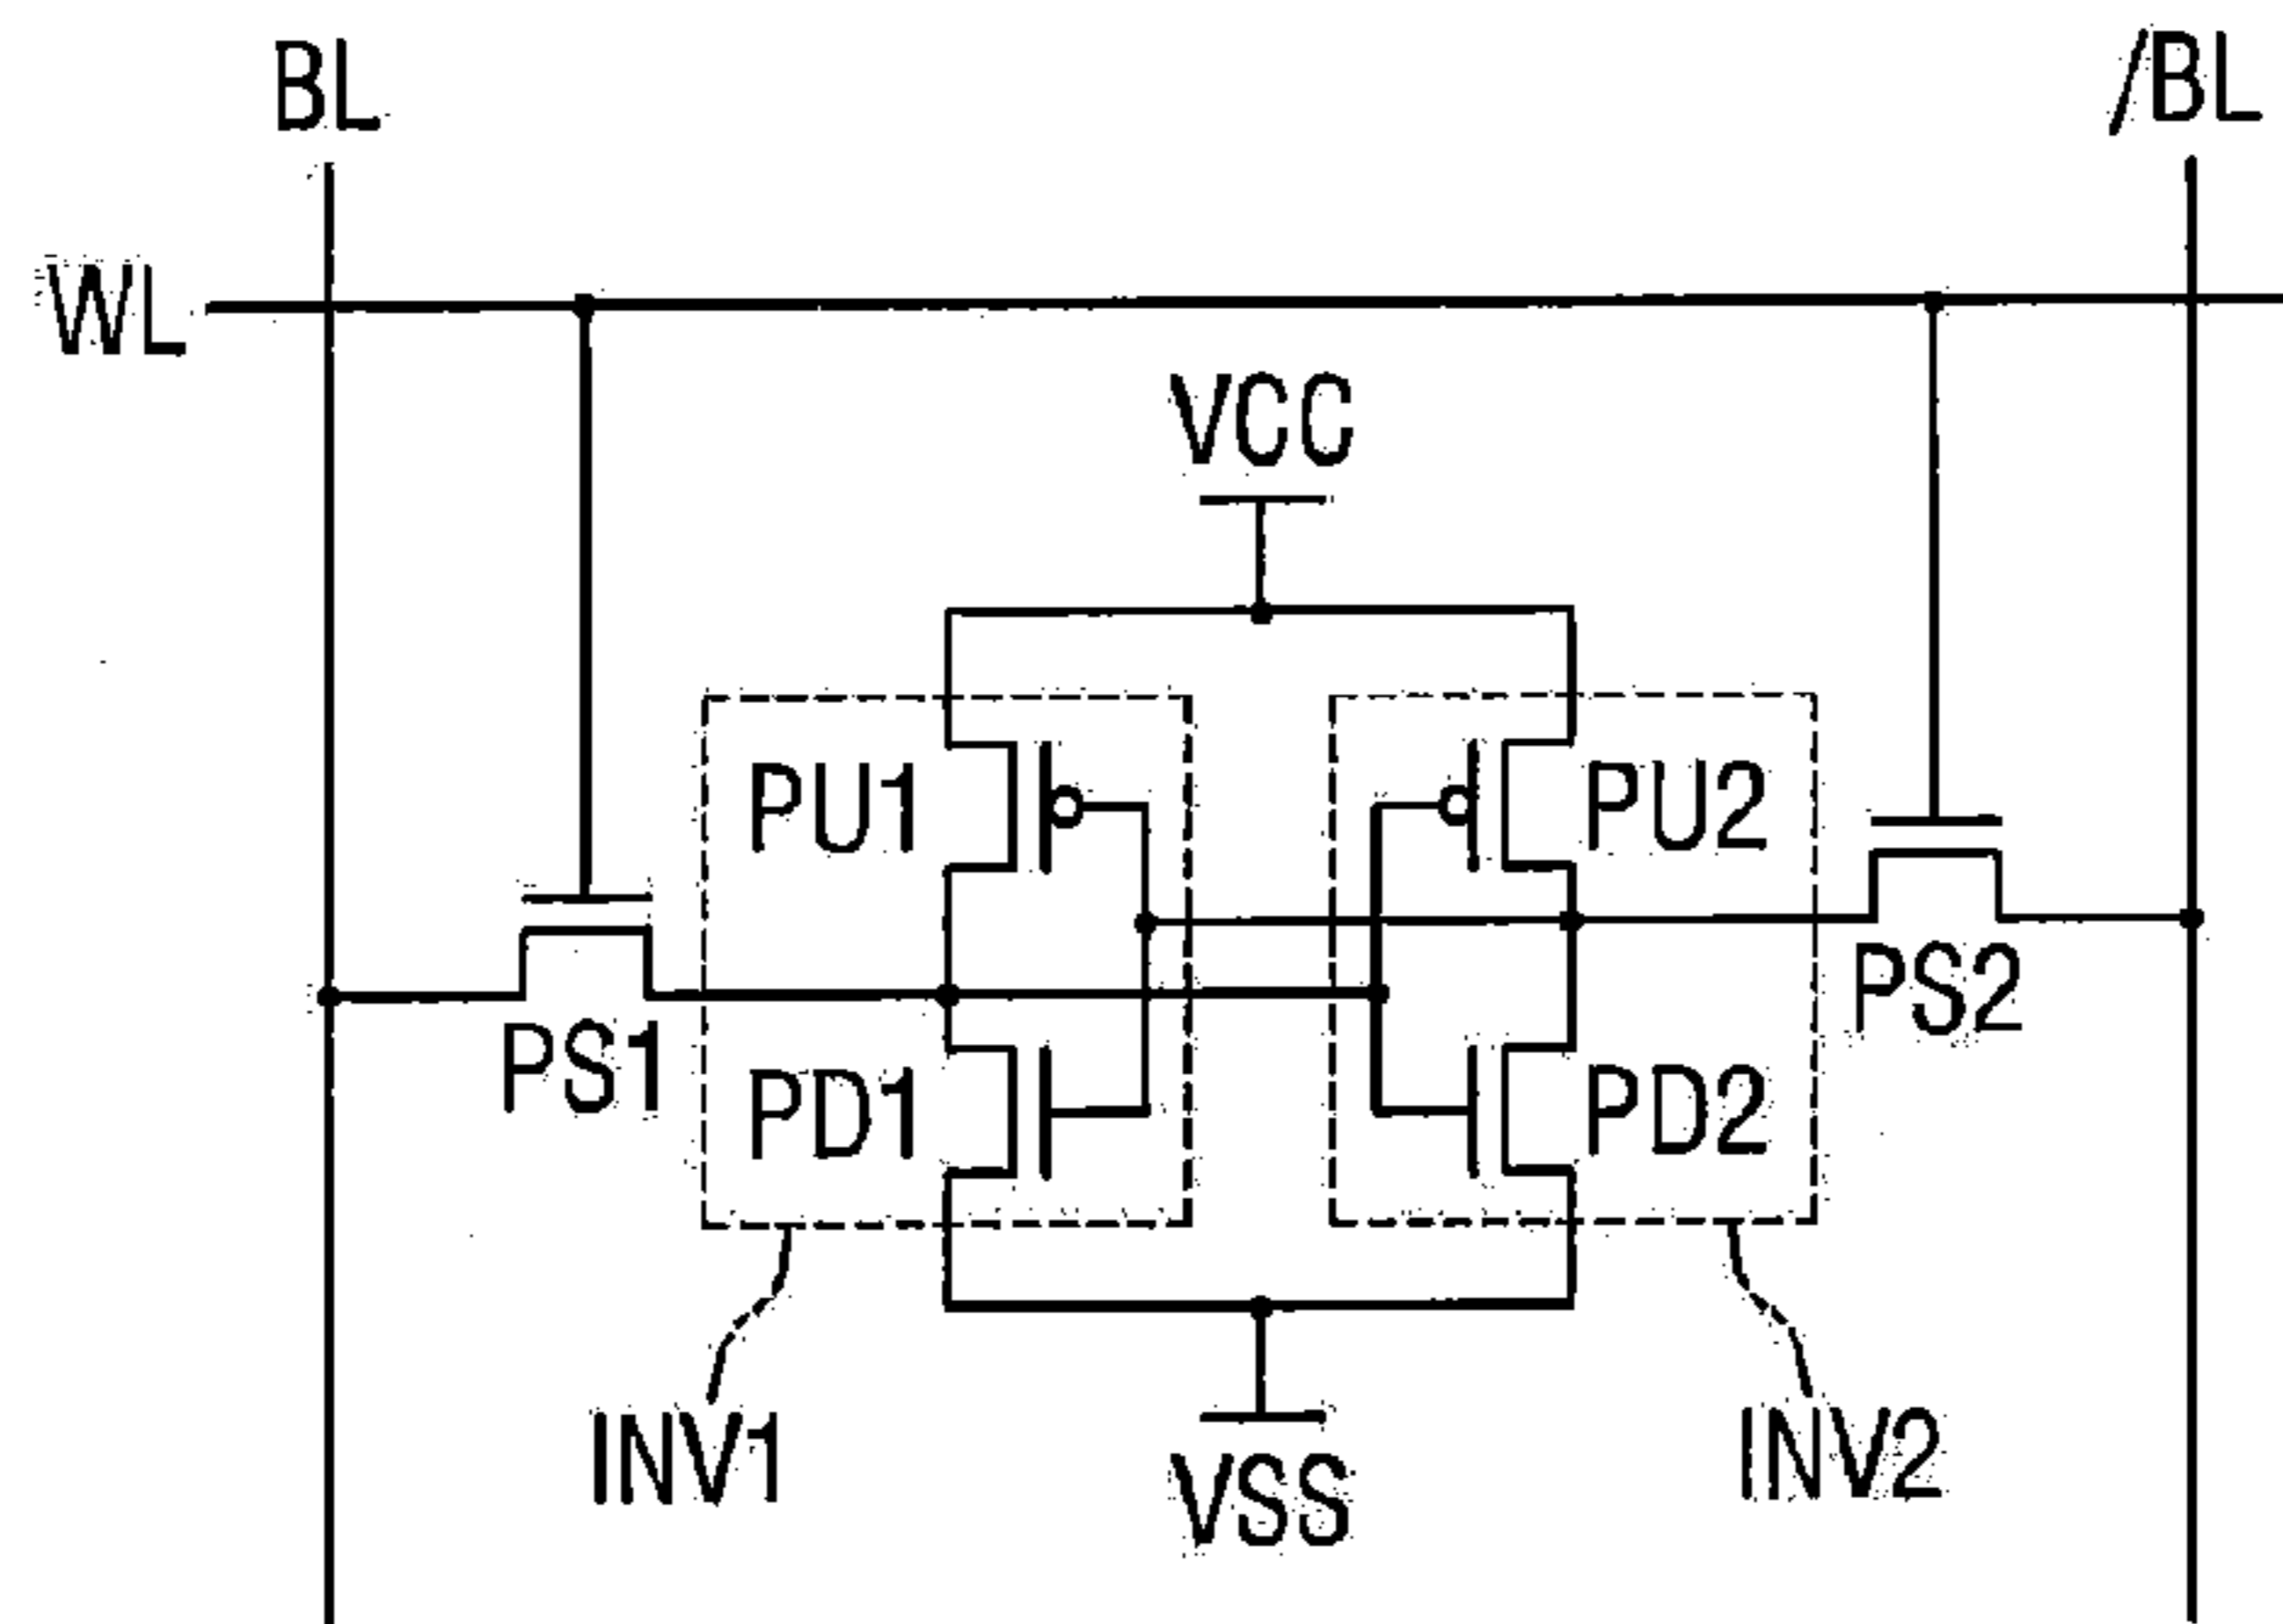 BL
/BL
WL
VCC
PU1
PU2
PS2
PS1
PD1
PD2
INV1
INV2
VSS